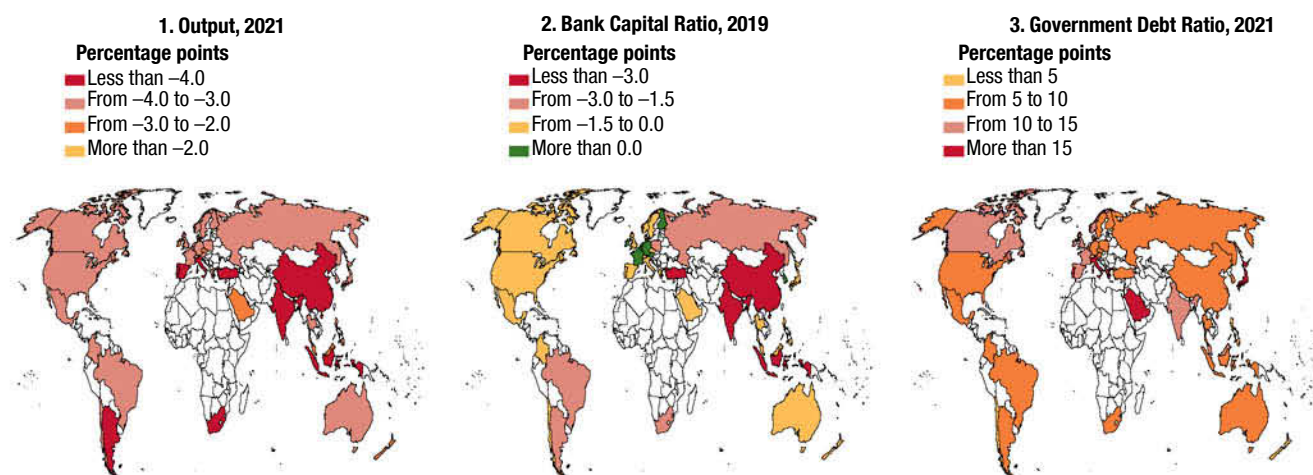 1. Output, 2021
Percentage points
Less than –4.0
From –4.0 to –3.0
From –3.0 to –2.0
More than –2.0
2. Bank Capital Ratio, 2019
Percentage points
Less than –3.0
From –3.0 to –1.5
From –1.5 to 0.0
More than 0.0
3. Government Debt Ratio, 2021
Percentage points
Less than 5
From 5 to 10
From 10 to 15
More than 15